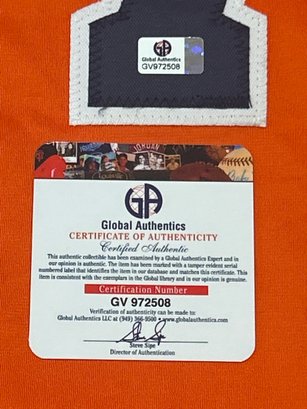 GA
Global Authentics
GV972508
JORDAN
GA
Global Authentics
CERTIFICATE OF AUTHENTICITY
Certified Authentic
This authentic collectible has been examined by a Global Authentics Expert and in
our opinion is authentic. The item has been marked with a tamper evident serial
numbered label that identifies the item in our database and matches this certificate. This
item is consistent with the exemplars in the Global library and in our opinion is genuine.
Certification Number
GV 972508
Verification of authenticity can be made to:
Global Authentics LLC at (949) 366-9500 • www.globalauthentics.com
Steve Sipe
Director of Authentication